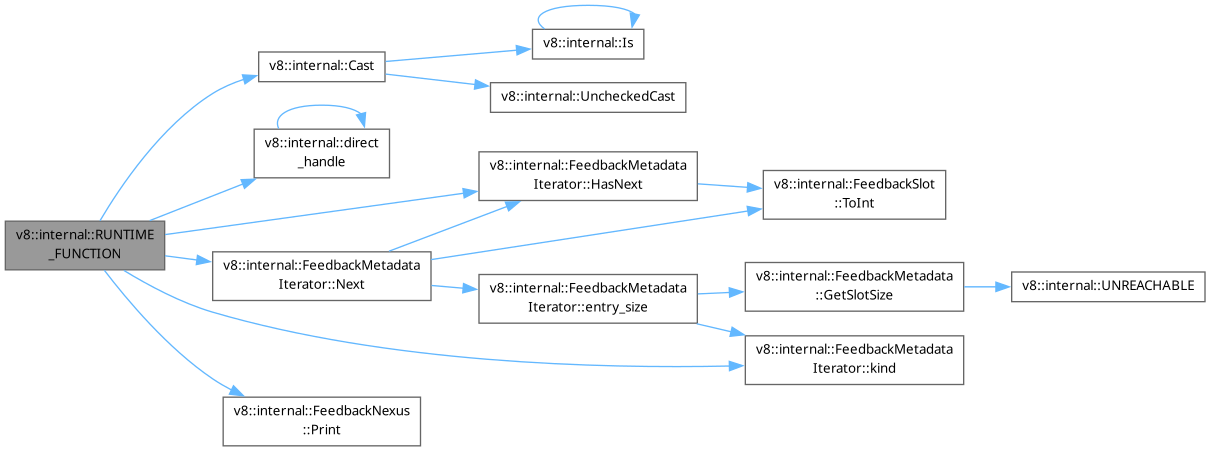 v8::internal::Is
v8::internal::Cast
v8::internal::UncheckedCast
v8::internal::direct
_handle
v8::internal::FeedbackMetadata
Iterator::HasNext
v8::internal::FeedbackSlot
::ToInt
v8::internal::RUNTIME
_FUNCTION
v8::internal::FeedbackMetadata
Iterator::Next
v8::internal::FeedbackMetadata
Iterator::entry_size
v8::internal::FeedbackMetadata
::GetSlotSize
v8::internal::UNREACHABLE
v8::internal::FeedbackMetadata
Iterator::kind
v8::internal::FeedbackNexus
::Print